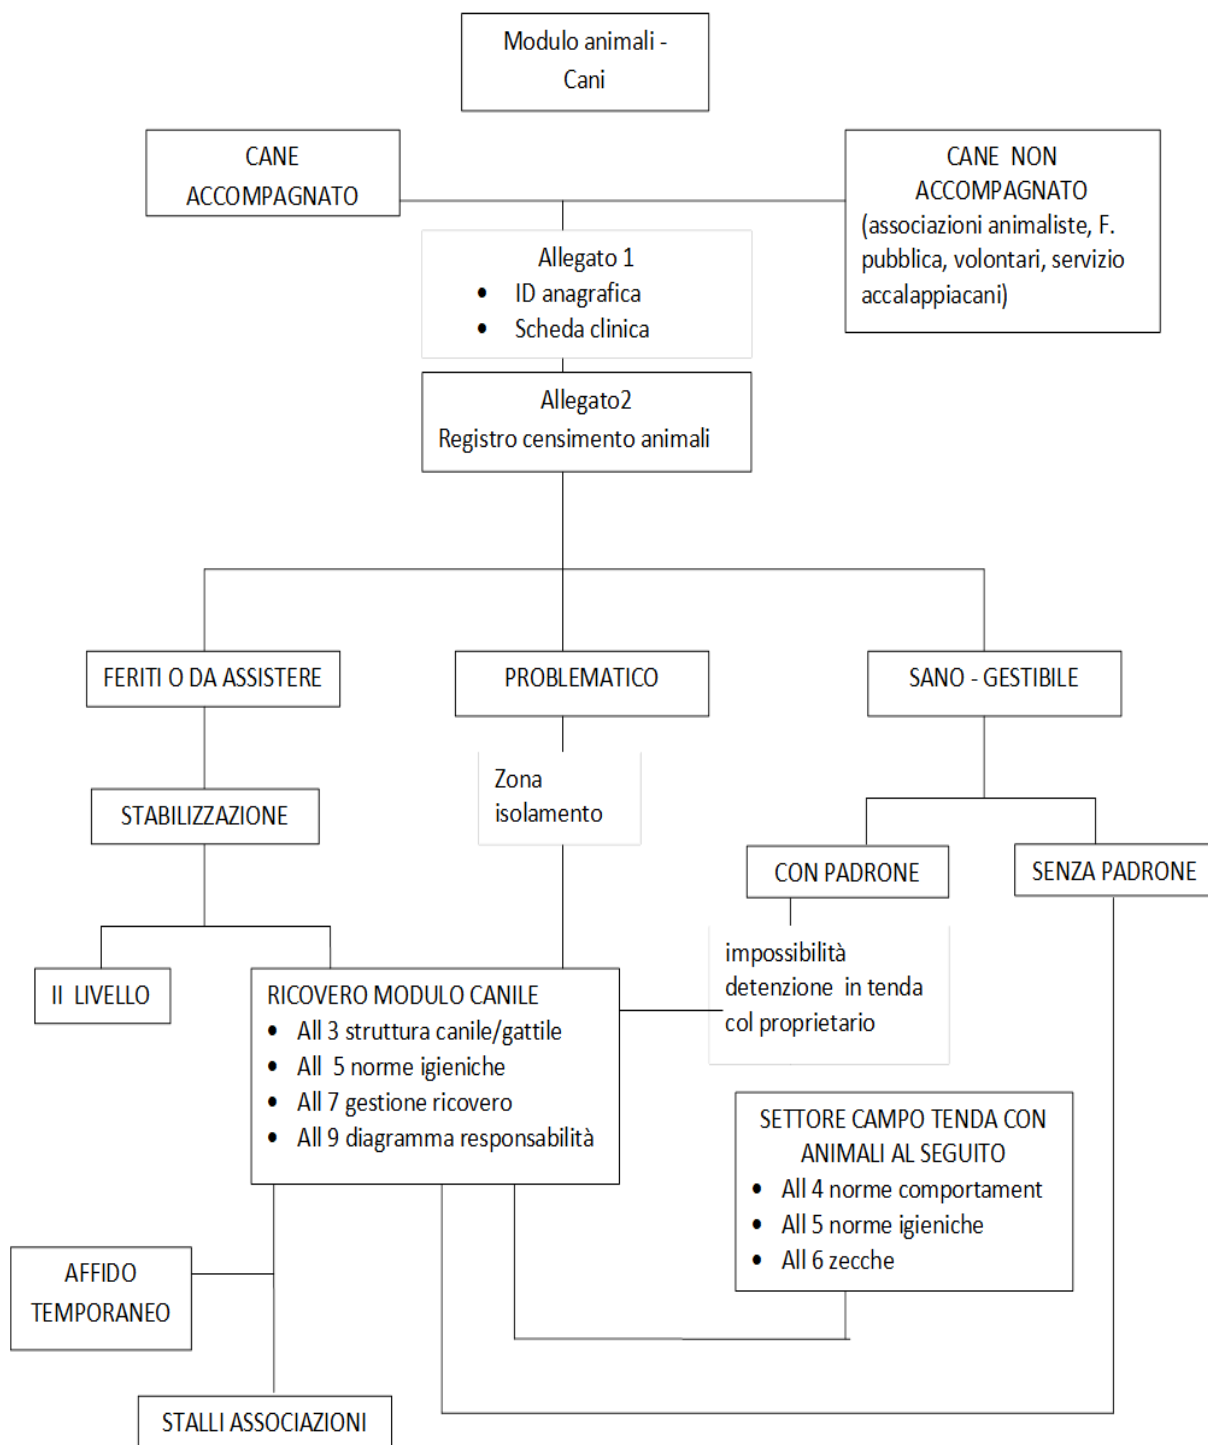 Modulo animali -
Cani
CANE
ACCOMPAGNATO
CANE NON
ACCOMPAGNATO
(associazioni animaliste, F.
pubblica, volontari, servizio
accalappiacani)
Allegato 1
• ID anagrafica
• Scheda clinica
Allegato2
Registro censimento animali
FERITI O DA ASSISTERE
PROBLEMATICO
SANO - GESTIBILE
Zona
isolamento
STABILIZZAZIONE
CON PADRONE
SENZA PADRONE
impossibilità
detenzione in tenda
col proprietario
II LIVELLO
RICOVERO MODULO CANILE
• All 3 struttura canile/gattile
• All 5 norme igieniche
• All 7 gestione ricovero
• All 9 diagramma responsabilità
SETTORE CAMPO TENDA CON
ANIMALI AL SEGUITO
• All 4 norme comportament
• All 5 norme igieniche
• All 6 zecche
AFFIDO
TEMPORANEO
STALLI ASSOCIAZIONI